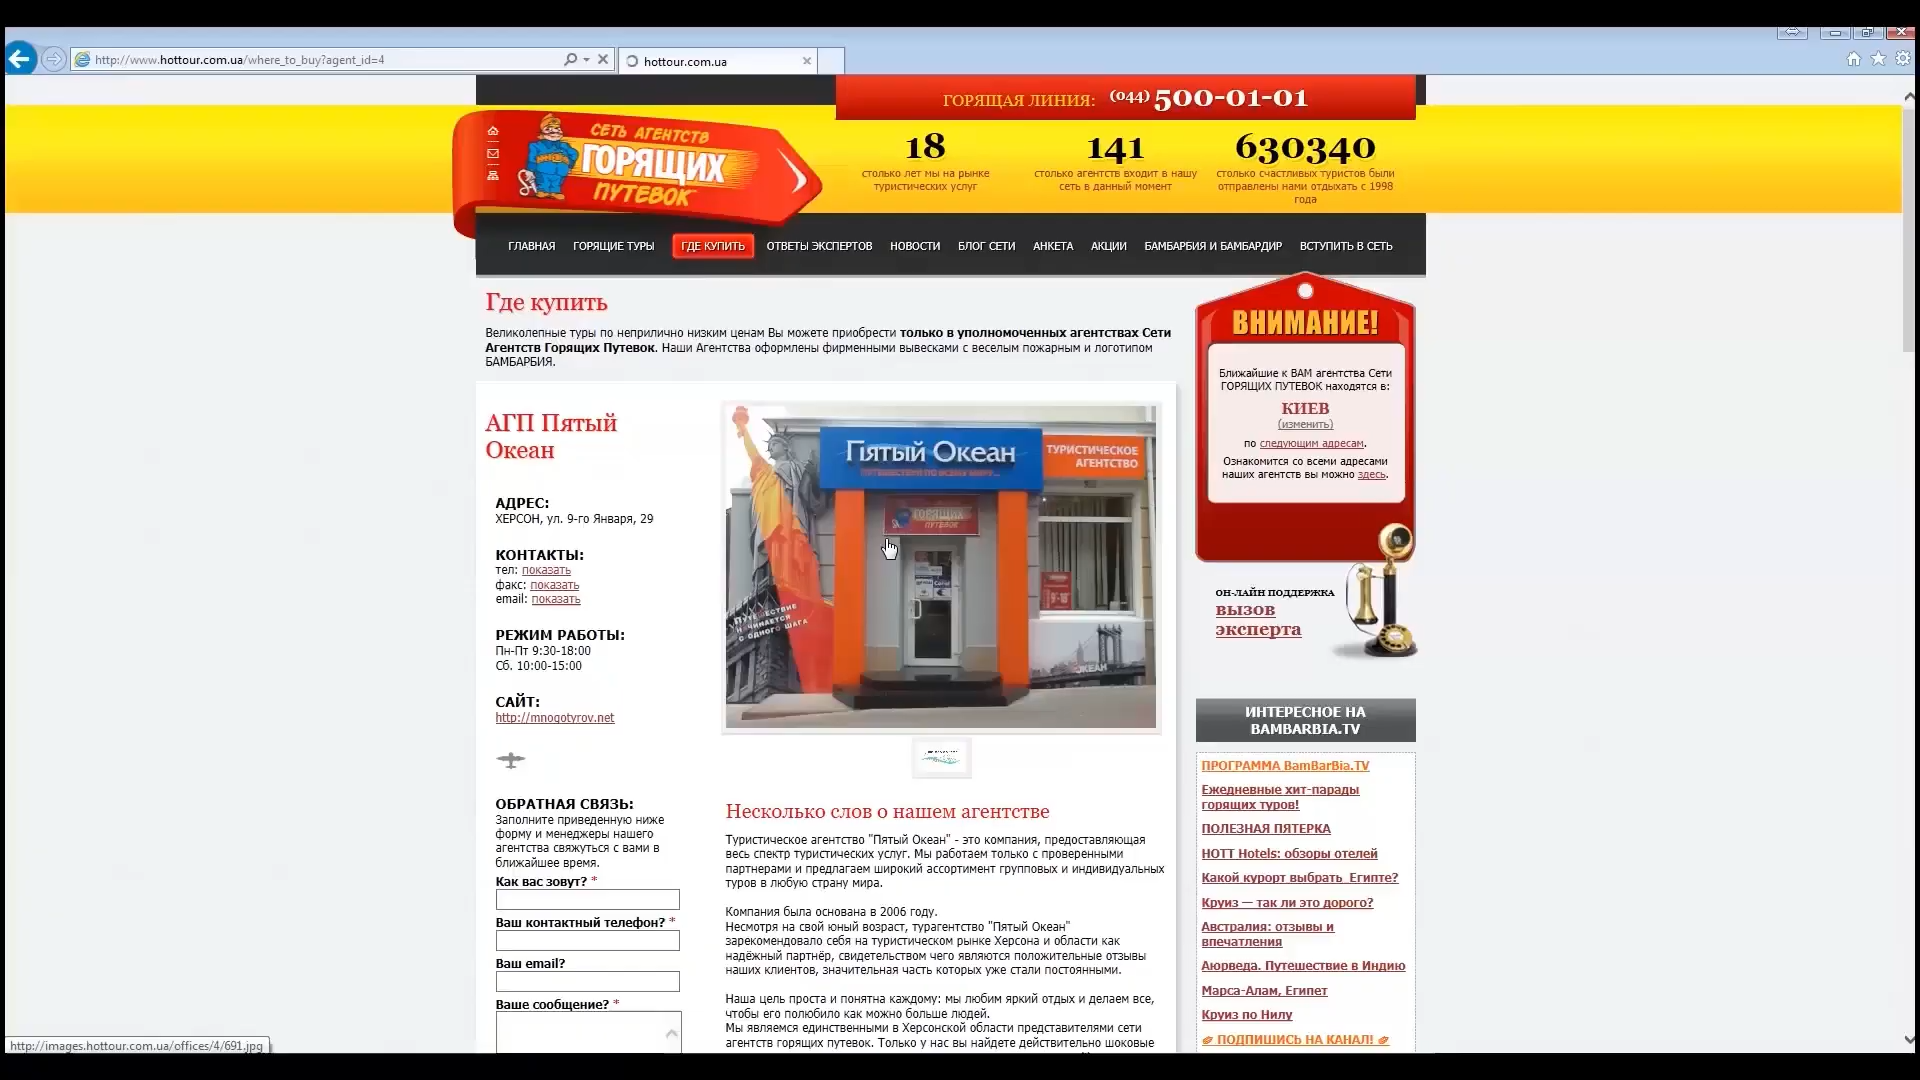 http://www.hottour.com.ua/where_to_buy?agent_id=4
hottour.com.ua
ГОРЯЩАЯ ЛИНИЯ: (044) 500-01-01
СЕТЬ АГЕНТСТВ
ГОРЯЩИХ
ПУТЕВОК
18
столько лет мы на рынке
туристических услуг
141
столько агентств входит в нашу
сеть в данный момент
630340
столько счастливых туристов были
отправлены нами отдыхать с 1998
года
ГЛАВНАЯ ГОРЯЩИЕ ТУРЫ ГДЕ КУПИТЬ ОТВЕТЫ ЭКСПЕРТОВ НОВОСТИ БЛОГ СЕТИ АНКЕТА АКЦИИ БАМБАРБИЯ И БАМБАРДИР ВСТУПИТЬ В СЕТЬ
Где купить
Великолепные туры по неприлично низким ценам Вы можете приобрести только в уполномоченных агентствах Сети
Агентств Горящих Путевок. Наши Агентства оформлены фирменными вывесками с веселым пожарным и логотипом
БАМБАРБИЯ.
АГП Пятый
Океан
АДРЕС:
ХЕРСОН, ул. 9-го Января, 29
КОНТАКТЫ:
тел: показать
факс: показать
email: показать
РЕЖИМ РАБОТЫ:
Пн-Пт 9:30-18:00
Сб. 10:00-15:00
САЙТ:
http://mnogotyrov.net
ОБРАТНАЯ СВЯЗЬ:
Заполните приведенную ниже
форму и менеджеры нашего
агентства свяжуться с вами в
ближайшее время.
Как вас зовут? *
Ваш контактный телефон? *
Ваш email?
Ваше сообщение? *
Пятый Океан
ПУТЕШЕСТВИЯ ПО ВСЕМУ МИРУ...
ТУРИСТИЧЕСКОЕ
АГЕНТСТВО
ГОРЯЩИХ
ПУТЕВОК
ПУТЕШЕСТВИЕ
НАЧИНАЕТСЯ
С ОДНОГО ШАГА
ОКЕАН
Несколько слов о нашем агентстве
Туристическое агентство "Пятый Океан" - это компания, предоставляющая
весь спектр туристических услуг. Мы работаем только с проверенными
партнерами и предлагаем широкий ассортимент групповых и индивидуальных
туров в любую страну мира.
Компания была основана в 2006 году.
Несмотря на свой юный возраст, турагентство "Пятый Океан"
зарекомендовало себя на туристическом рынке Херсона и области как
надёжный партнёр, свидетельством чего являются положительные отзывы
наших клиентов, значительная часть которых уже стали постоянными.
Наша цель проста и понятна каждому: мы любим яркий отдых и делаем все,
чтобы его полюбило как можно больше людей.
Мы являемся единственными в Херсонской области представителями сети
агентств горящих путевок. Только у нас вы найдете действительно шоковые
ВНИМАНИЕ!
Ближайшие к ВАМ агентства Сети
ГОРЯЩИХ ПУТЕВОК находятся в:
КИЕВ
(изменить)
по следующим адресам.
Ознакомится со всеми адресами
наших агентств вы можно здесь.
ОН-ЛАЙН ПОДДЕРЖКА
вызов
эксперта
ИНТЕРЕСНОЕ НА
BAMBARBIA.TV
ПРОГРАММА BamBarBia.TV
Ежедневные хит-парады
горящих туров!
ПОЛЕЗНАЯ ПЯТЕРКА
HOTT Hotels: обзоры отелей
Какой курорт выбрать Египте?
Круиз — так ли это дорого?
Австралия: отзывы и
впечатления
Аюрведа. Путешествие в Индию
Марса-Алам, Египет
Круиз по Нилу
ПОДПИШИСЬ НА КАНАЛ!
http://images.hottour.com.ua/offices/4/691.jpg